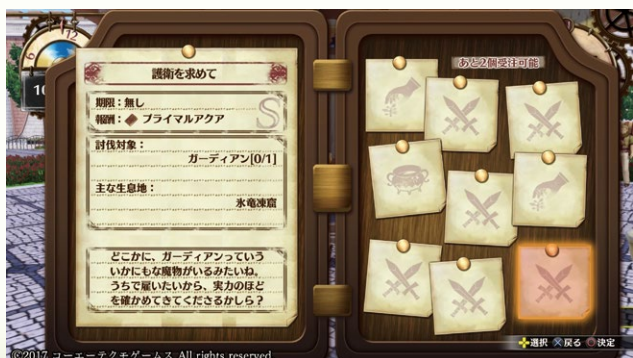 護衛を求めて
期限：無し
報酬： プライマルアクア
S
討伐対象：
ガーディアン[0/1]
主な生息地：
氷竜凍窟
どこかに、ガーディアンっていう
いかにもな魔物がいるみたいね。
うちで雇いたいから、実力のほど
を確かめてきてくださるかしら？
あと2個受注可能
選択 戻る 決定
©2017 コーエーテクモゲームス All rights reserved